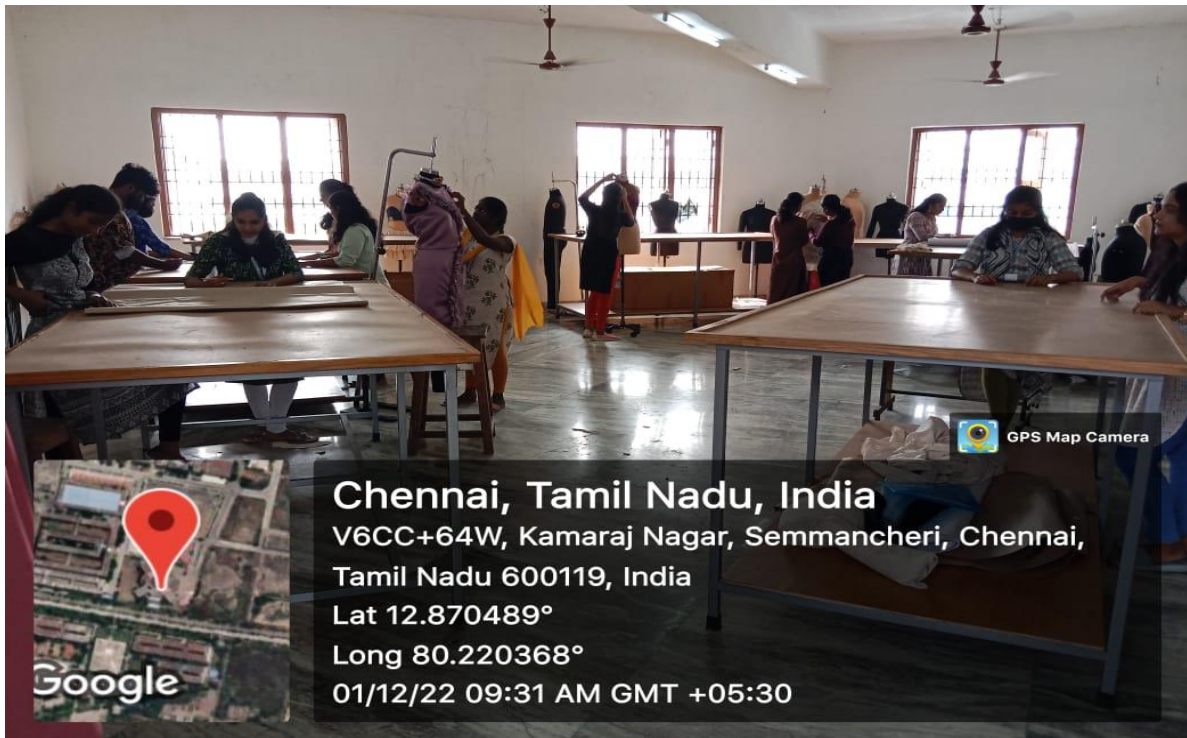 GPS Map Camera
Chennai, Tamil Nadu, India
V6CC+64W, Kamaraj Nagar, Semmancheri, Chennai,
Tamil Nadu 600119, India
Lat 12.870489°
Long 80.220368°
01/12/22 09:31 AM GMT +05:30
Google